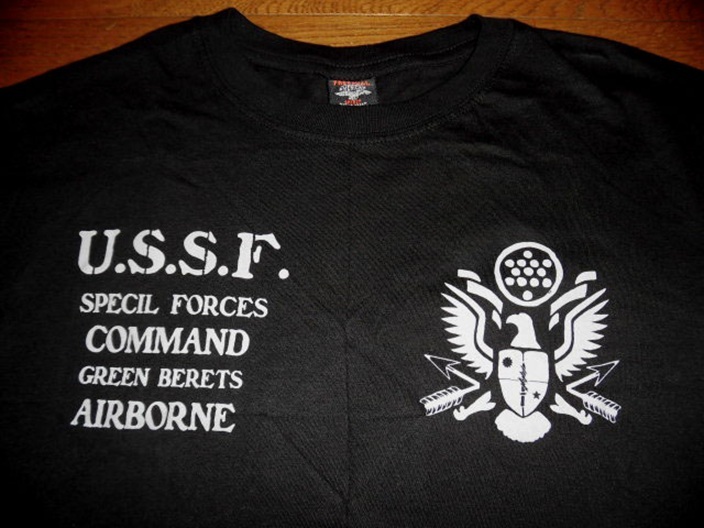 U.S.S.F.
SPECIL FORCES
COMMAND
GREEN BERETS
AIRBORNE